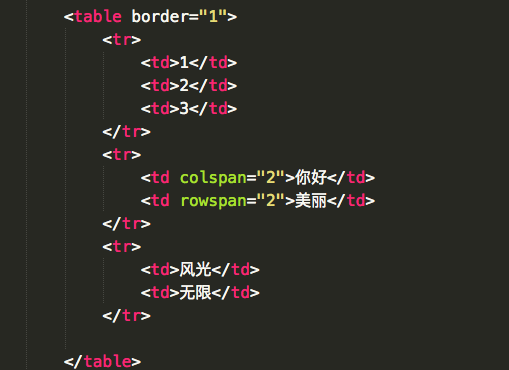 <table border="1">
<tr>
<td>1</td>
<td>2</td>
<td>3</td>
</tr>
<tr>
<td colspan="2">你好</td>
<td rowspan="2">美丽</td>
</tr>
<tr>
<td>风光</td>
<td>无限</td>
</tr>
</table>